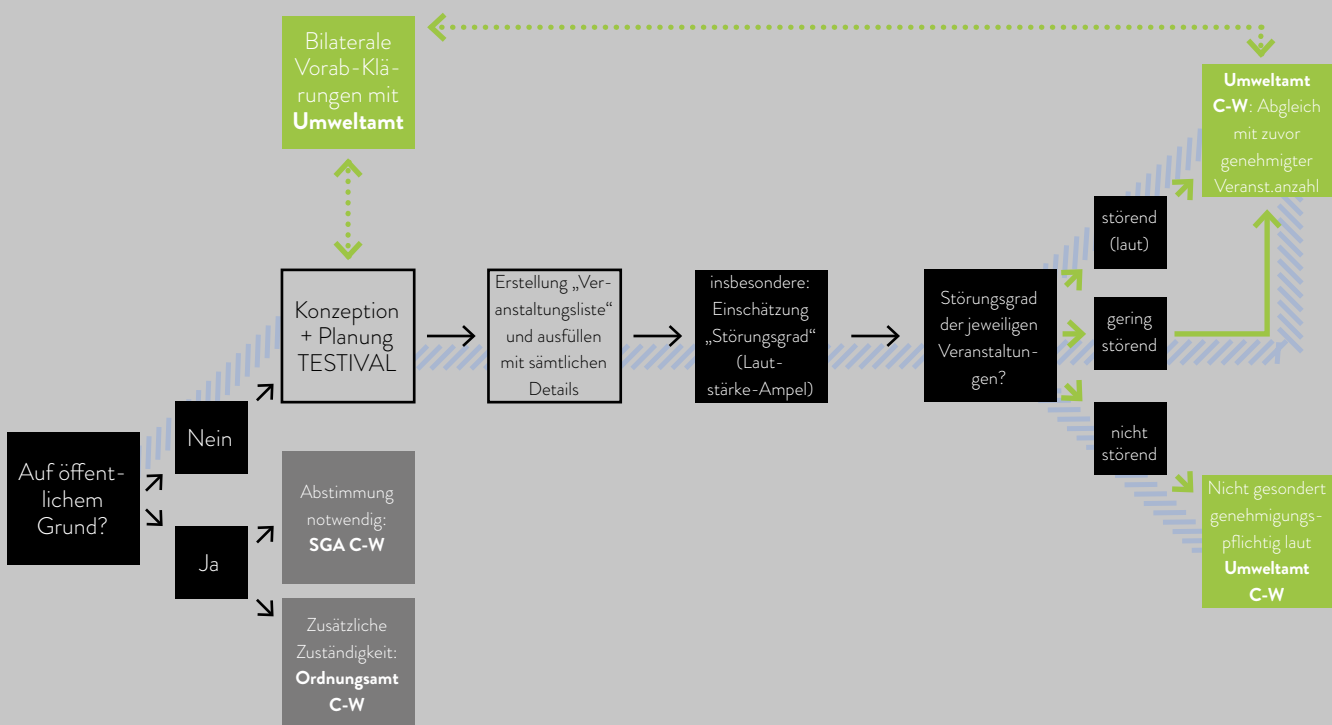 Bilaterale
Vorab-Klä-
rungen mit
Umweltamt
Umweltamt
C-W: Abgleich
mit zuvor
genehmigter
Veranst.anzahl
störend
(laut)
Konzeption
+ Planung
TESTIVAL
Erstellung „Ver-
anstaltungsliste“
und ausfüllen
mit sämtlichen
Details
insbesondere:
Einschätzung
„Störungsgrad“
(Laut-
stärke-Ampel)
Störungsgrad
der jeweiligen
Veranstaltun-
gen?
gering
störend
nicht
störend
Nein
Auf öffent-
lichem
Grund?
Ja
Abstimmung
notwendig:
SGA C-W
Zusätzliche
Zuständigkeit:
Ordnungsamt
C-W
Nicht gesondert
genehmigungs-
pflichtig laut
Umweltamt
C-W